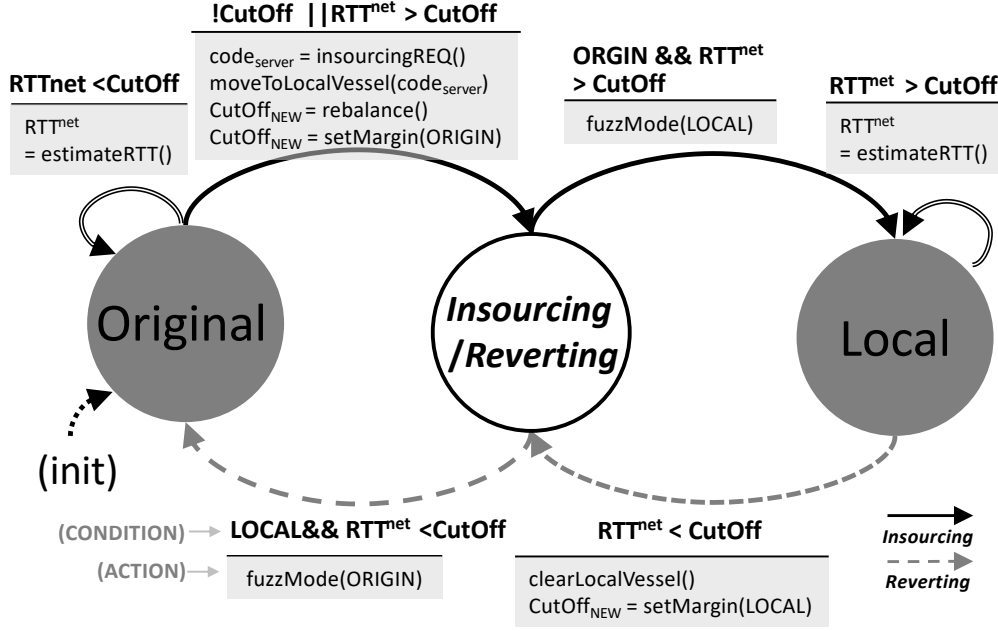 !CutOff ||RTTnet > CutOff
codeserver = insourcingREQ()
moveToLocalVessel(codeserver)
CutOffNEW = rebalance()
CutOffNEW = setMargin(ORIGIN)
RTTnet <CutOff
RTTnet
= estimateRTT()
ORGIN && RTTnet
> CutOff
fuzzMode(LOCAL)
RTTnet > CutOff
RTTnet
= estimateRTT()
Original
Insourcing
/Reverting
Local
(init)
(CONDITION)
LOCAL&& RTTnet <CutOff
(ACTION)
fuzzMode(ORIGIN)
RTTnet < CutOff
clearLocalVessel()
CutOffNEW = setMargin(LOCAL)
Insourcing
Reverting